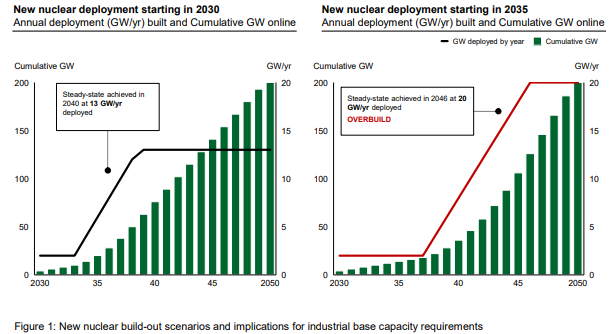 New nuclear deployment starting in 2030
Annual deployment (GW/yr) built and Cumulative GW online
Cumulative GW
GW/yr
200
150
100
50
0
20
15
10
5
0
Steady-state achieved in
2040 at 13 GW/yr
deployed
2030
35
40
45
2050
New nuclear deployment starting in 2035
Annual deployment (GW/yr) built and Cumulative GW online
GW deployed by year
Cumulative GW
Cumulative GW
GW/yr
200
150
100
50
0
20
15
10
5
0
Steady-state achieved in 2046 at 20
GW/yr deployed
OVERBUILD
2030
35
40
45
2050
Figure 1: New nuclear build-out scenarios and implications for industrial base capacity requirements